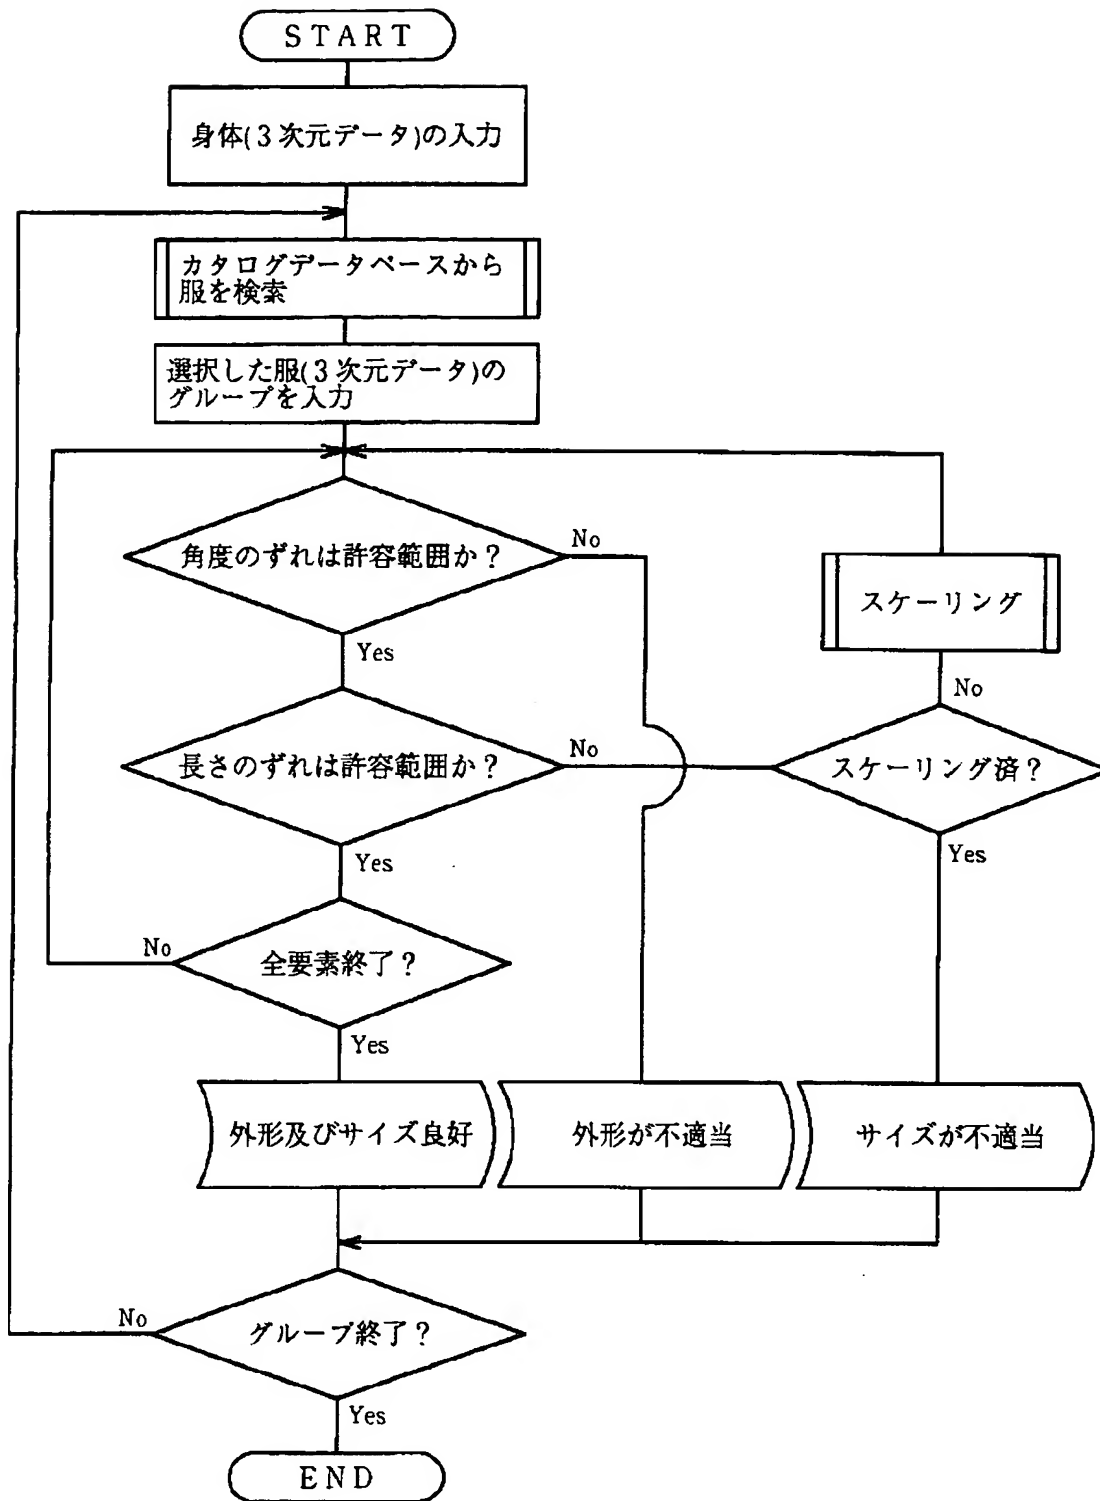 START
身体(3次元データ)の入力
カタログデータベースから
服を検索
選択した服(3次元データ)の
グループを入力
角度のずれは許容範囲か?
No
Yes
スケーリング
No
長さのずれは許容範囲か?
No
スケーリング済?
Yes
Yes
全要素終了?
No
Yes
外形及びサイズ良好
外形が不適当
サイズが不適当
グループ終了?
No
Yes
END